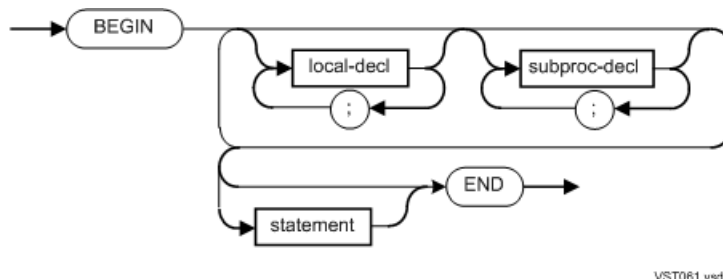 BEGIN
local-decl
subproc-decl
;
;
END
statement
VST061.vsd